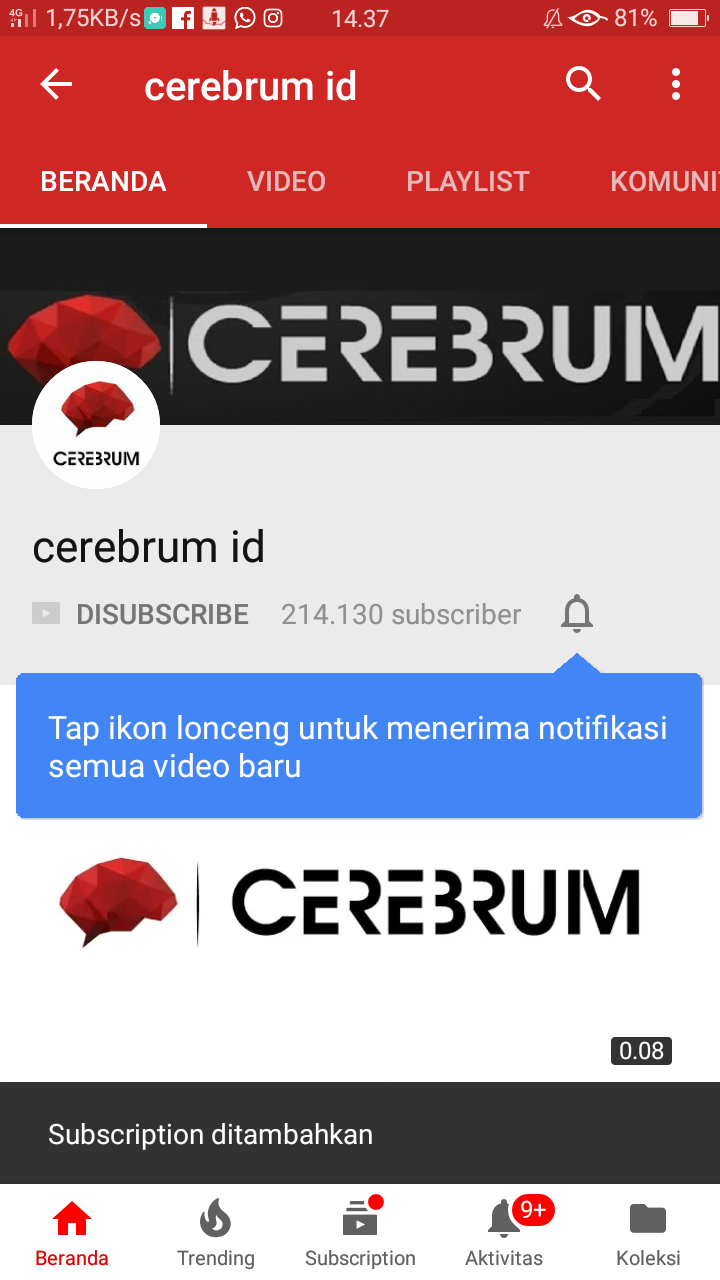 4G 1,75KB/s 14.37 81%
cerebrum id
BERANDA VIDEO PLAYLIST KOMUNI
CEREBRUM
CEREBRUM
cerebrum id
DISUBSCRIBE 214.130 subscriber
Tap ikon lonceng untuk menerima notifikasi
semua video baru
CEREBRUM
0.08
Subscription ditambahkan
9+
Beranda Trending Subscription Aktivitas Koleksi